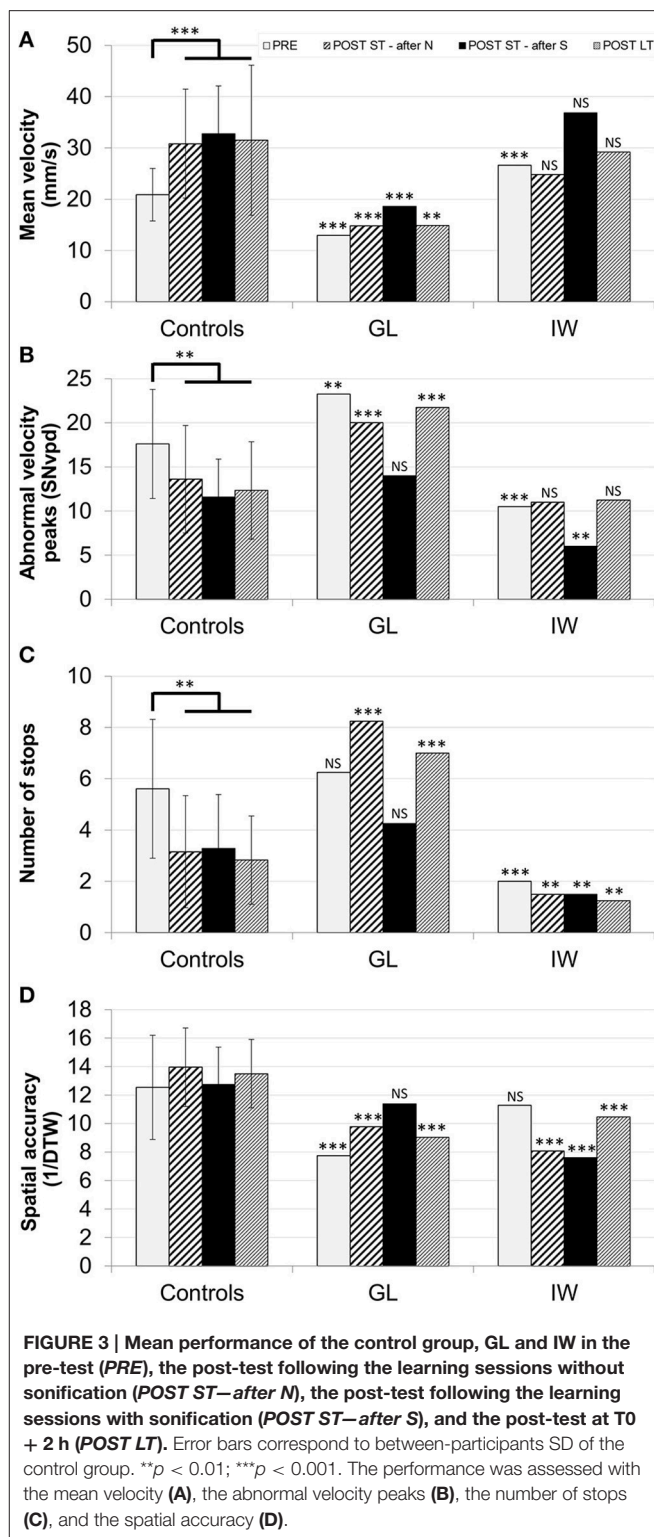 A
***
PRE POST ST - after N POST ST - after S POST LT
Mean velocity
(mm/s)
50
40
30
20
10
0
*** *** *** **
*** NS NS NS
Controls GL IW
B
**
Abnormal velocity
peaks (SNvpd)
25
20
15
10
5
0
** *** NS ***
*** NS ** NS
Controls GL IW
C
**
Number of stops
10
8
6
4
2
0
NS *** NS ***
*** ** ** **
Controls GL IW
D
Spatial accuracy
(1/DTW)
18
16
14
12
10
8
6
4
2
0
*** *** NS ***
NS *** *** ***
Controls GL IW
FIGURE 3 | Mean performance of the control group, GL and IW in the
pre-test (PRE), the post-test following the learning sessions without
sonification (POST ST—after N), the post-test following the learning
sessions with sonification (POST ST—after S), and the post-test at T0
+ 2 h (POST LT). Error bars correspond to between-participants SD of the
control group. **p < 0.01; ***p < 0.001. The performance was assessed with
the mean velocity (A), the abnormal velocity peaks (B), the number of stops
(C), and the spatial accuracy (D).